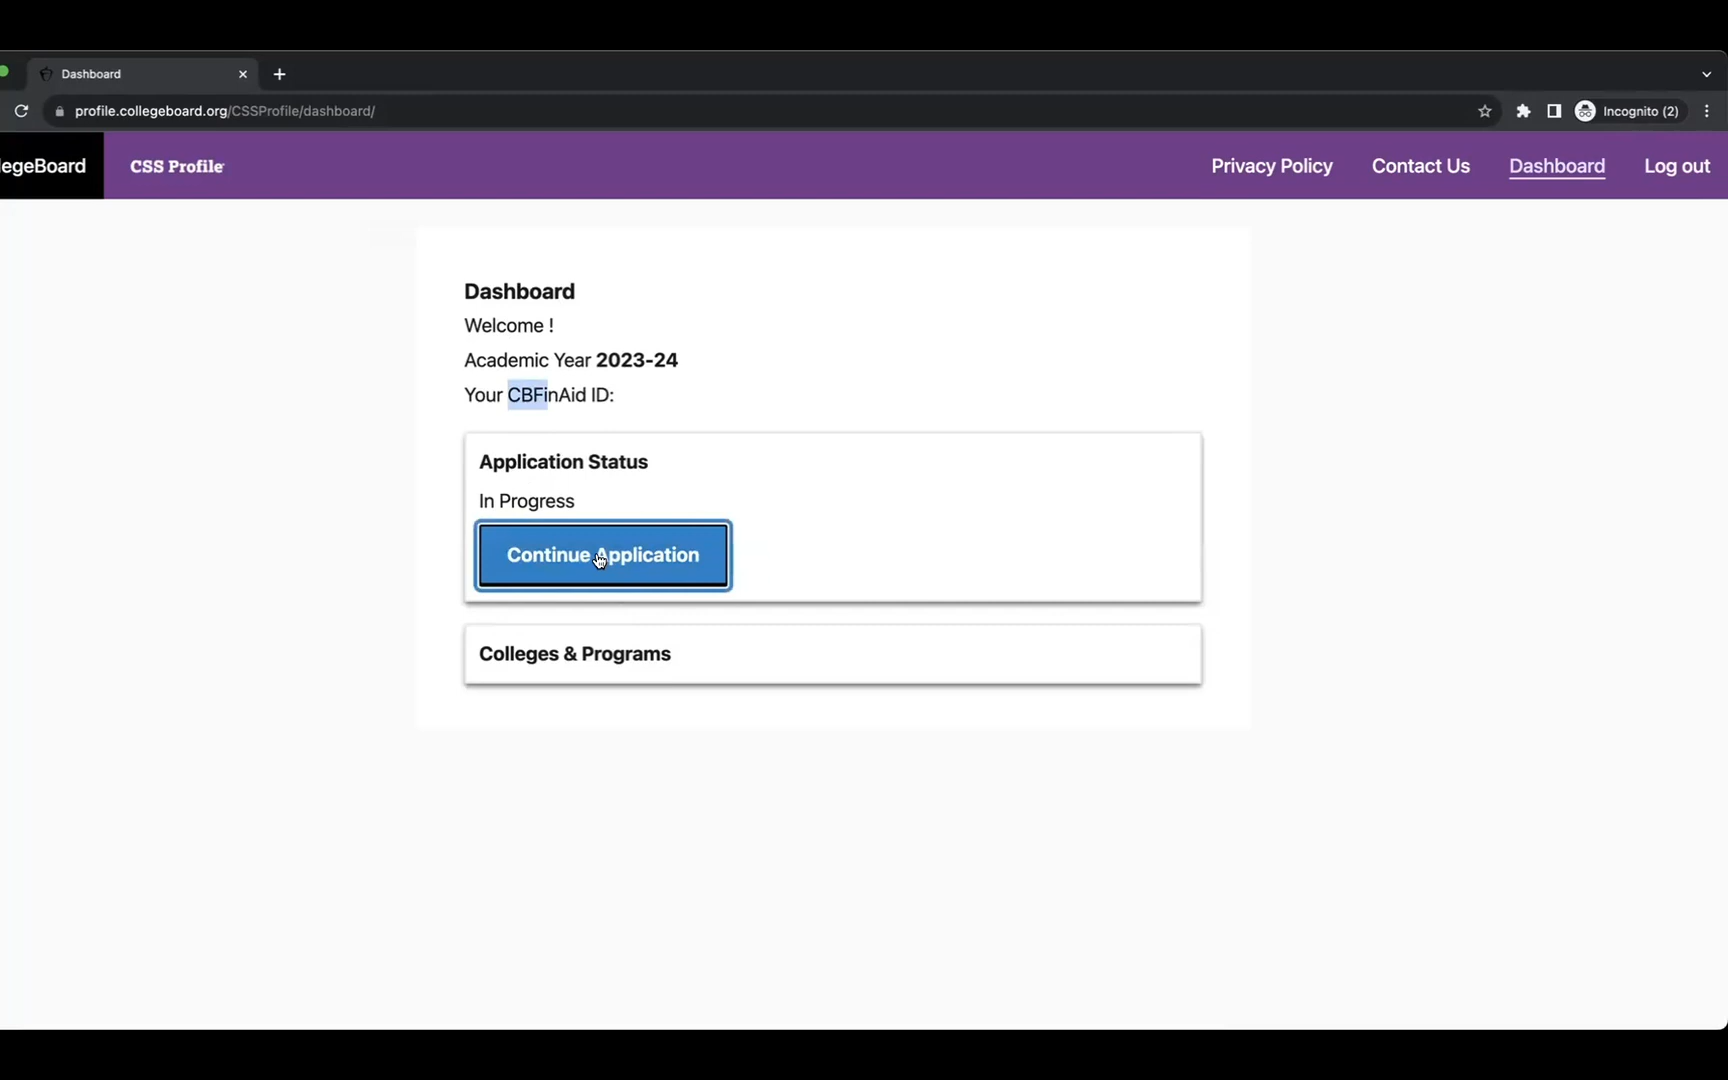 Dashboard
profile.collegeboard.org/CSSProfile/dashboard/
Incognito (2)
legeBoard
CSS Profile
Privacy Policy
Contact Us
Dashboard
Log out
Dashboard
Welcome !
Academic Year 2023-24
Your CBFinAid ID:
Application Status
In Progress
Continue Application
Colleges & Programs